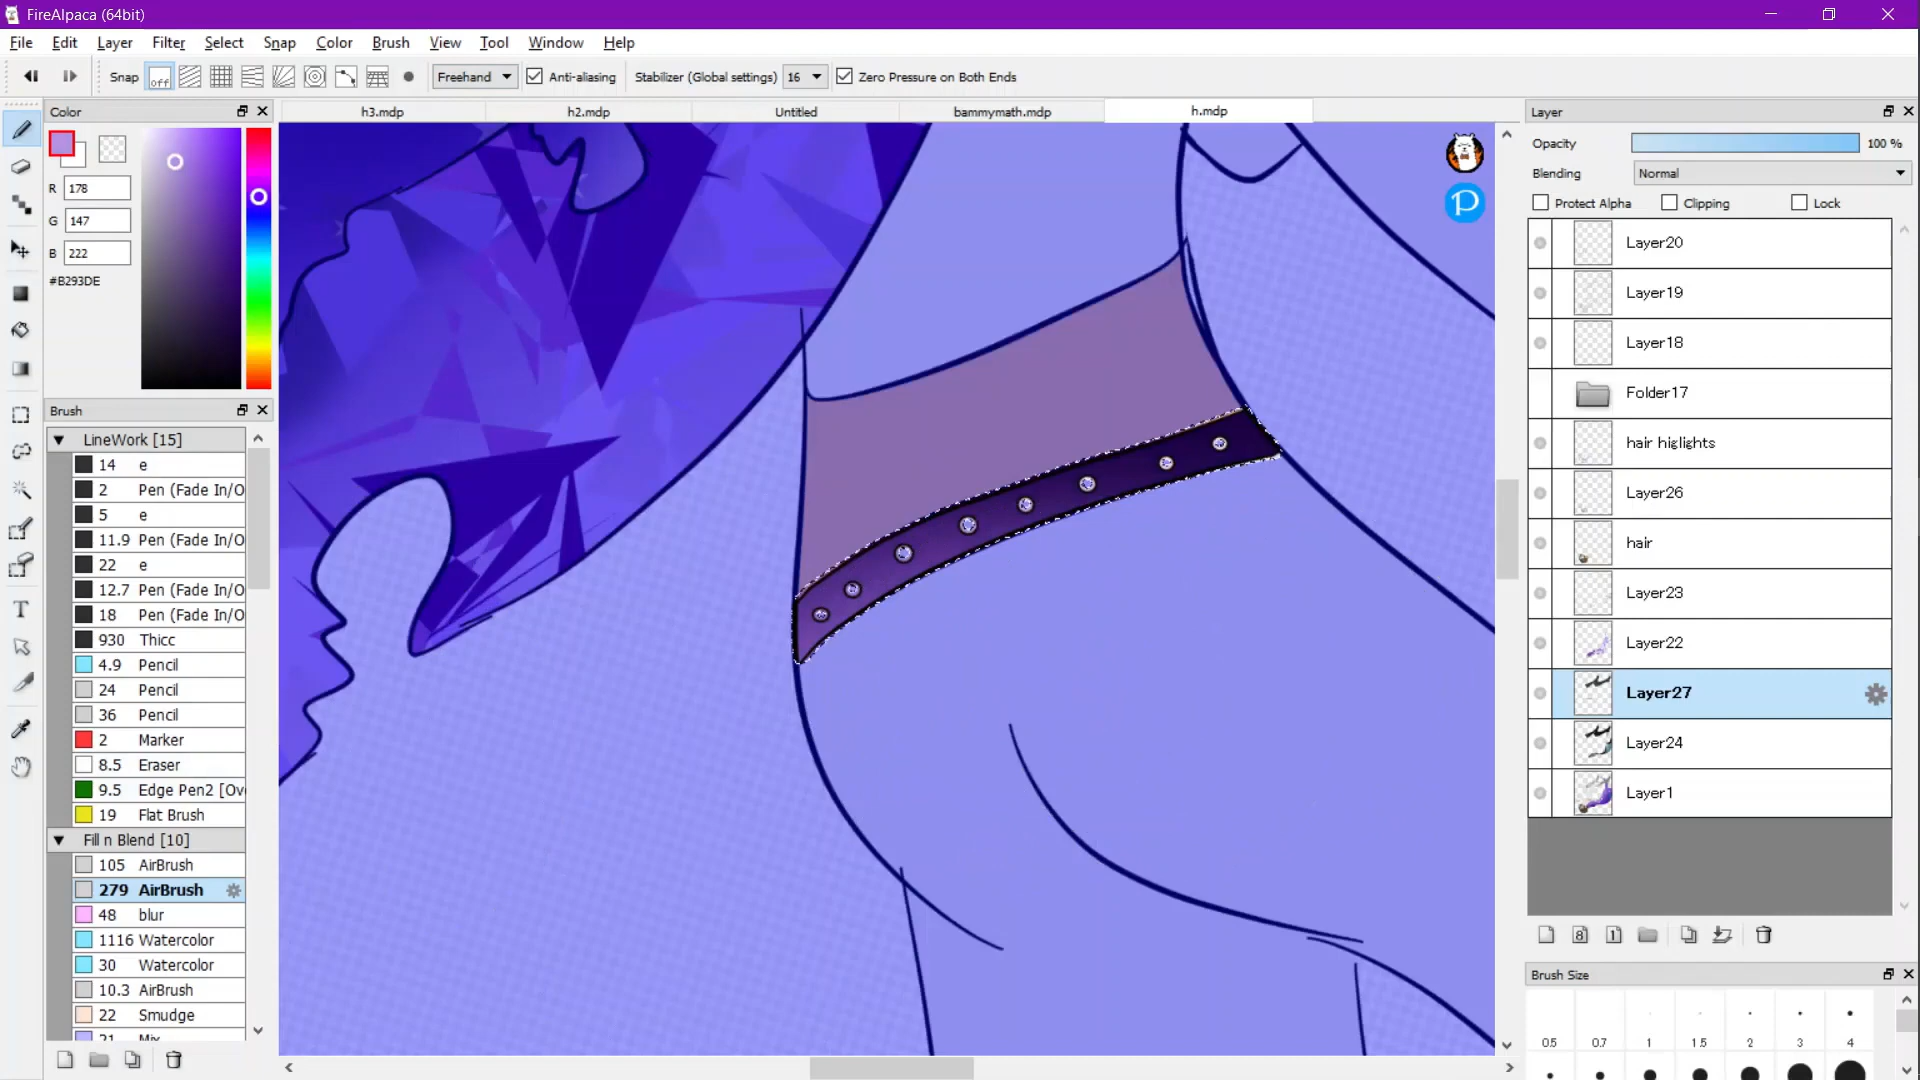 FireAlpaca (64bit)
File Edit Layer Filter Select Snap Color Brush View Tool Window Help
Snap off Freehand Anti-aliasing Stabilizer (Global settings) 16 Zero Pressure on Both Ends
Color
h3.mdp h2.mdp Untitled bammymath.mdp h.mdp
R 178
G 147
B 222
#B293DE
Brush
LineWork [15]
14 e
2 Pen (Fade In/O
5 e
11.9 Pen (Fade In/O
22 e
12.7 Pen (Fade In/O
18 Pen (Fade In/O
930 Thicc
4.9 Pencil
24 Pencil
36 Pencil
2 Marker
8.5 Eraser
9.5 Edge Pen2 [Ov
19 Flat Brush
Fill n Blend [10]
105 AirBrush
279 AirBrush
48 blur
1116 Watercolor
30 Watercolor
10.3 AirBrush
22 Smudge
T
P
Layer
Opacity 100 %
Blending Normal
Protect Alpha Clipping Lock
Layer20
Layer19
Layer18
Folder17
hair higlights
Layer26
hair
Layer23
Layer22
Layer27
Layer24
Layer1
8 1
Brush Size
0.5 0.7 1 1.5 2 3 4